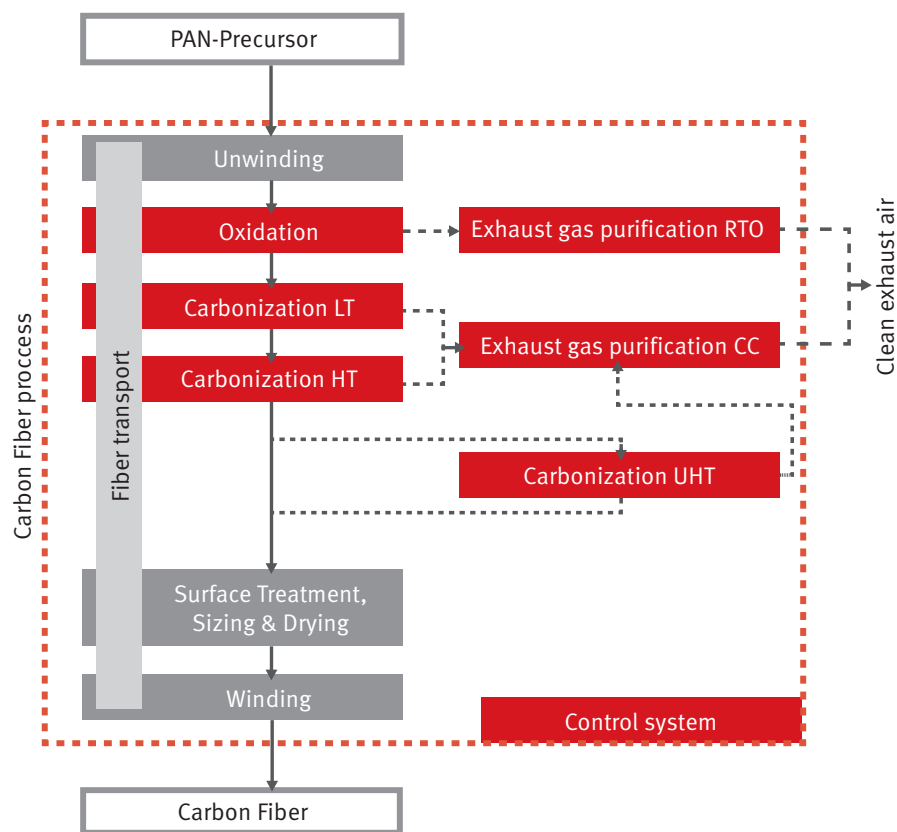 PAN-Precursor
Unwinding
Oxidation
Exhaust gas purification RTO
Carbonization LT
Exhaust gas purification CC
Carbonization HT
Carbonization UHT
Surface Treatment,
Sizing & Drying
Winding
Control system
Carbon Fiber
Carbon Fiber proccess
Fiber transport
Clean exhaust air